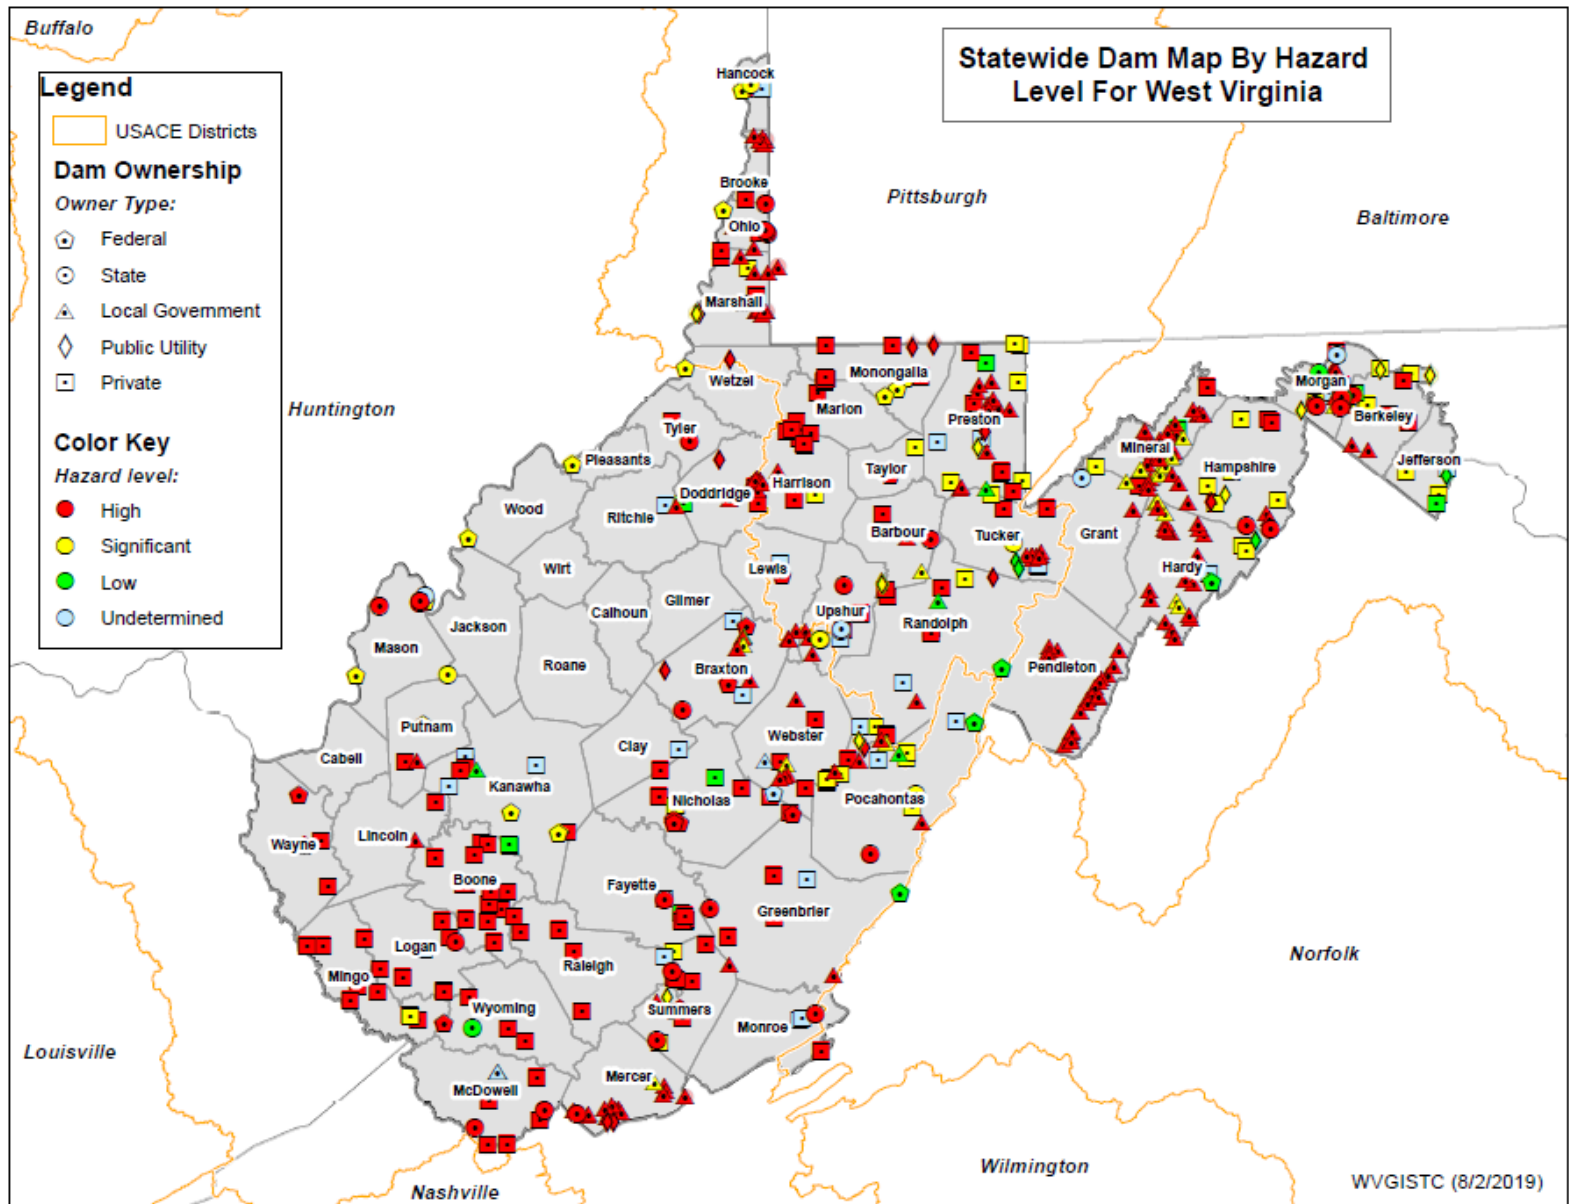 Buffalo
Statewide Dam Map By Hazard
Level For West Virginia
Legend
USACE Districts
Dam Ownership
Owner Type:
Federal
State
Local Government
Public Utility
Private
Color Key
Hazard level:
High
Significant
Low
Undetermined
Hancock
Brooke
Pittsburgh
Baltimore
Ohio
Marshall
Huntington
Wetzel
Monongalia
Marion
Morgan
Berkeley
Tyler
Preston
Mineral
Hampshire
Jefferson
Pleasants
Taylor
Harrison
Doddridge
Wood
Ritchie
Barbour
Tucker
Grant
Wirt
Lewis
Hardy
Gilmer
Calhoun
Upshur
Randolph
Jackson
Mason
Roane
Braxton
Pendleton
Putnam
Webster
Clay
Cabell
Kanawha
Nicholas
Pocahontas
Lincoln
Wayne
Boone
Fayette
Greenbrier
Logan
Raleigh
Norfolk
Mingo
Wyoming
Summers
Monroe
Louisville
McDowell
Mercer
Wilmington
Nashville
WVGISTC (8/2/2019)